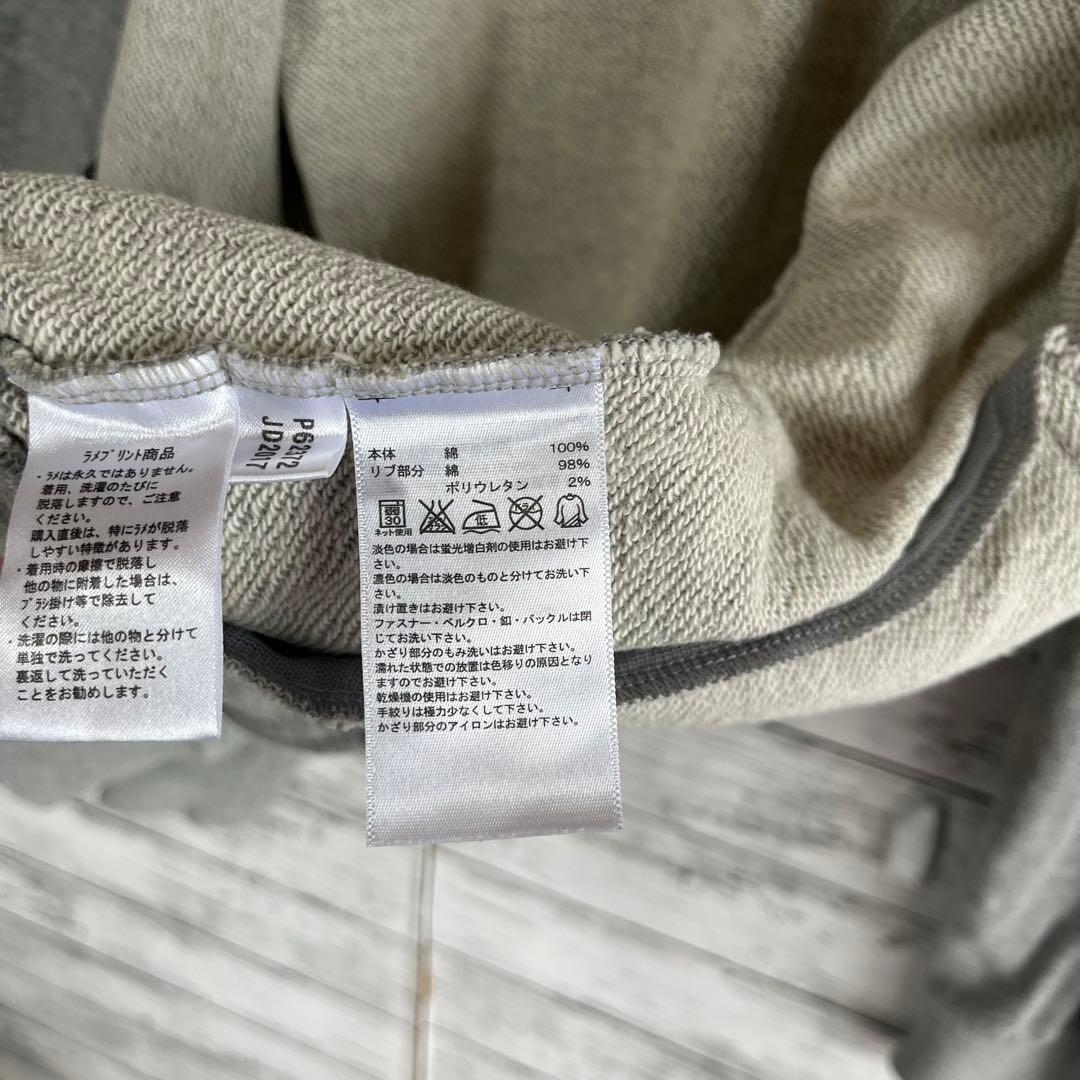 ラメプリント商品
・ラメは永久ではありません。
着用、洗濯のたびに
脱落しますので、ご注意
ください。
購入直後は、特にラメが脱落
しやすい特徴があります。
・着用時の摩擦で脱落し
他の物に附着した場合は、
ブラシ掛け等で除去して
ください。
・洗濯の際には他の物と分けて
単独で洗ってください。
裏返して洗っていただく
ことをお勧めします。
P62372
JD2017
本体 綿 100%
リブ部分 綿 98%
ポリウレタン 2%
弱 30 低
ネット使用
淡色の場合は蛍光増白剤の使用はお避け下
さい。
濃色の場合は淡色のものと分けてお洗い下
さい。
漬け置きはお避け下さい。
ファスナー・ベルクロ・釦・バックルは閉
じてお洗い下さい。
かざり部分のもみ洗いはお避け下さい。
濡れた状態での放置は色移りの原因となり
ますのでお避け下さい。
乾燥機の使用はお避け下さい。
手絞りは極力少なくして下さい。
かざり部分のアイロンはお避け下さい。